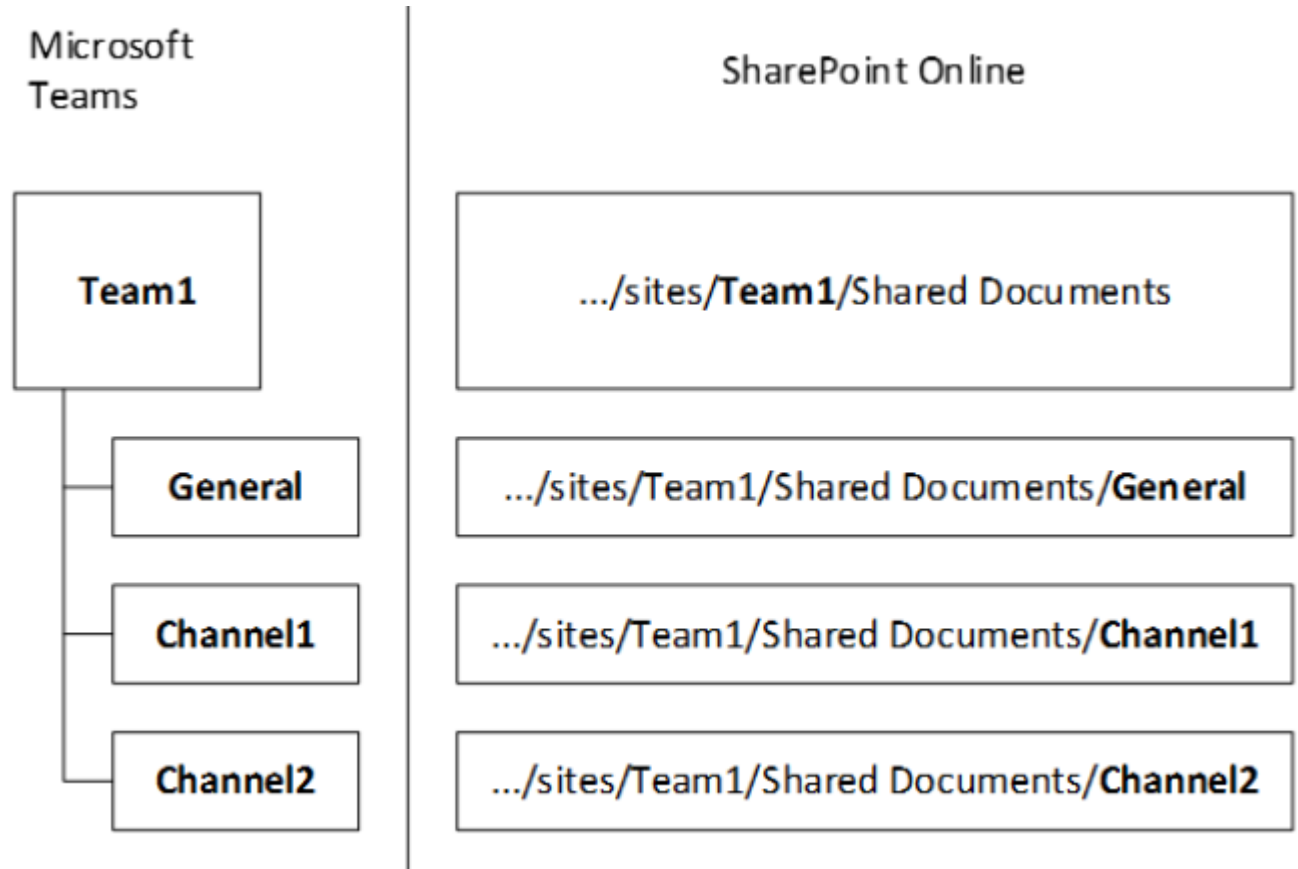 Microsoft
Teams
SharePoint Online
Team1
.../sites/Team1/Shared Documents
General
.../sites/Team1/Shared Documents/General
Channel1
.../sites/Team1/Shared Documents/Channel1
Channel2
.../sites/Team1/Shared Documents/Channel2